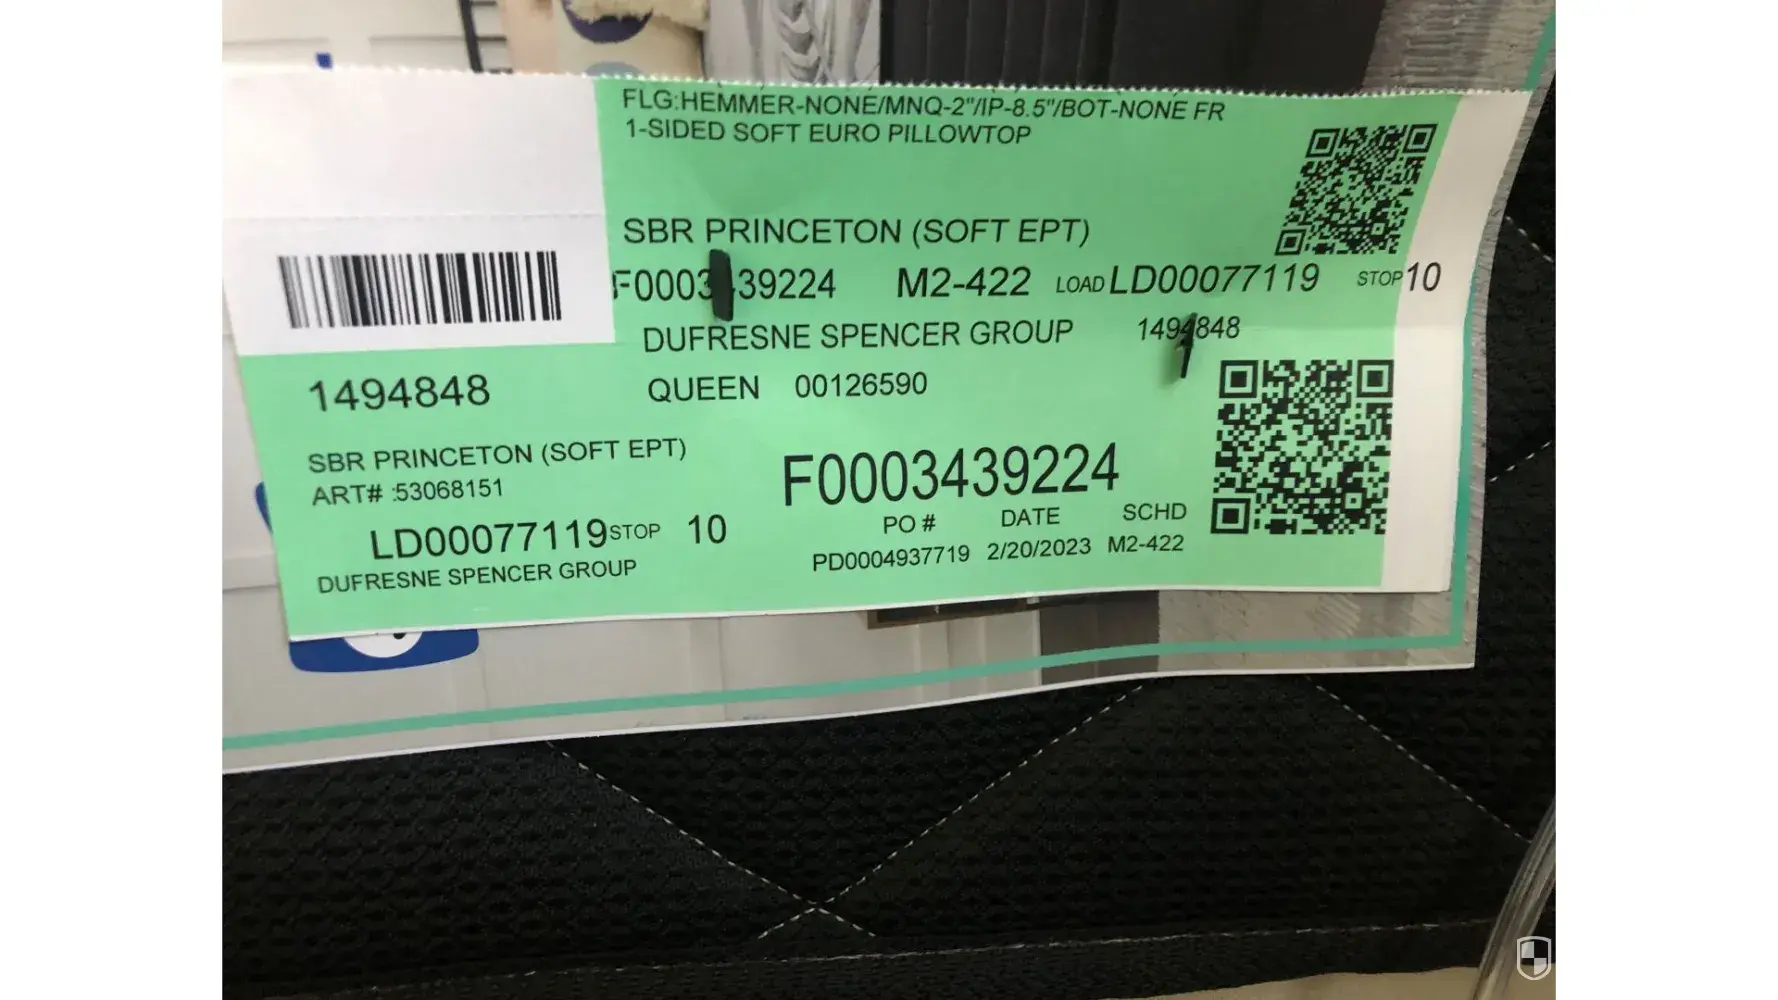 FLG:HEMMER-NONE/MNQ-2"/IP-8.5"/BOT-NONE FR
1-SIDED SOFT EURO PILLOWTOP
SBR PRINCETON (SOFT EPT)
F0003439224 M2-422 LOAD LD00077119 STOP 10
DUFRESNE SPENCER GROUP 1494848
QUEEN 00126590
1494848
SBR PRINCETON (SOFT EPT)
ART# :53068151
LD00077119 STOP 10
DUFRESNE SPENCER GROUP
F0003439224
PO # DATE SCHD
PD0004937719 2/20/2023 M2-422